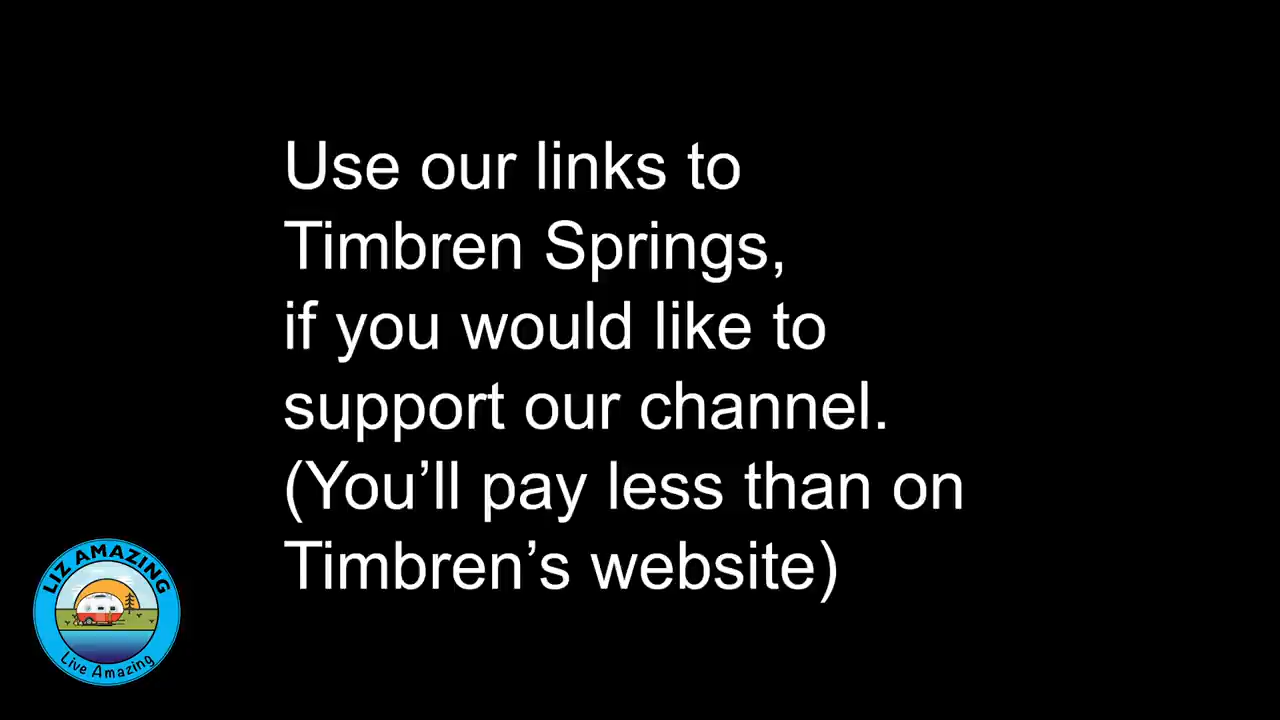 Use our links to
Timbren Springs,
if you would like to
support our channel.
(You’ll pay less than on
Timbren’s website)
LIZ AMAZING
Live Amazing